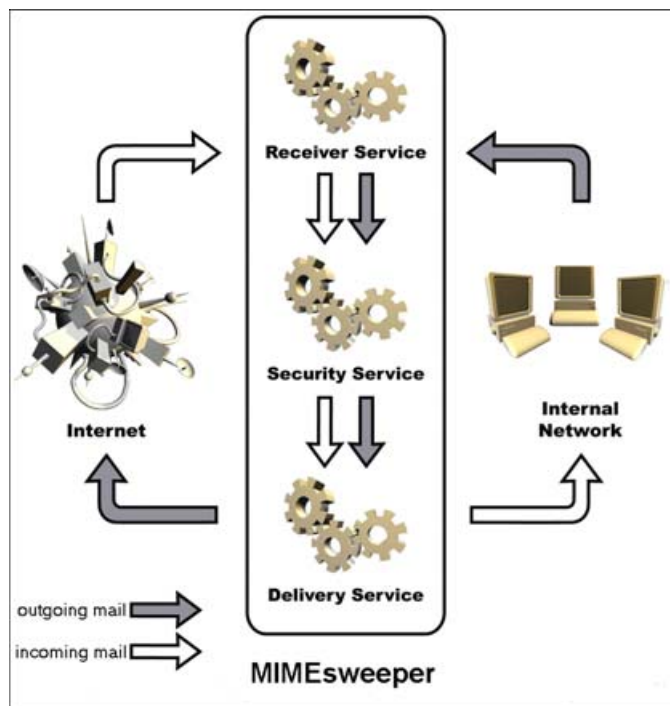 Receiver Service
Security Service
Internet
Internal
Network
Delivery Service
outgoing mail
incoming mail
MIMEsweeper